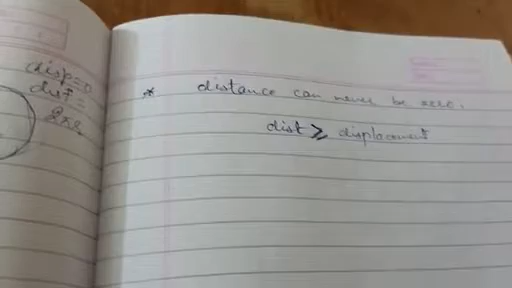 disp=0
dist =
2πr
* distance can never be zero.
dist ≥ displacement